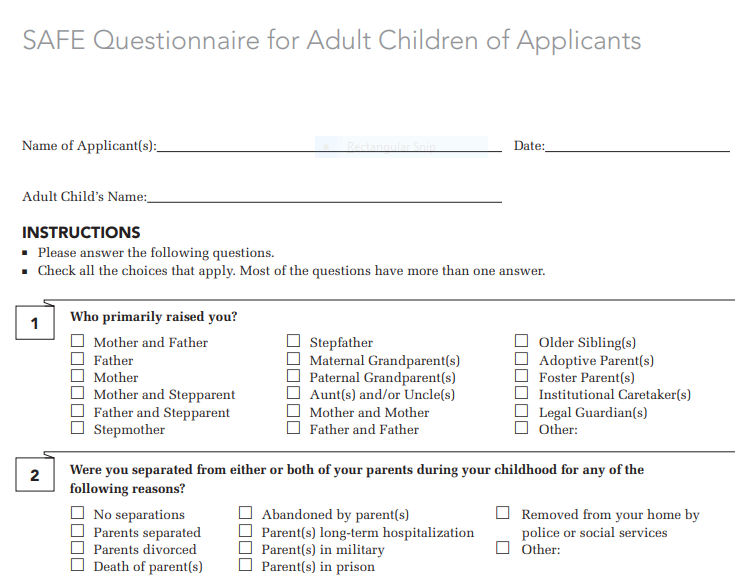 SAFE Questionnaire for Adult Children of Applicants
Name of Applicant(s): Date:
Rectangular Snip
Adult Child's Name:
INSTRUCTIONS
▪ Please answer the following questions.
▪ Check all the choices that apply. Most of the questions have more than one answer.
1 Who primarily raised you?
☐ Mother and Father ☐ Stepfather ☐ Older Sibling(s)
☐ Father ☐ Maternal Grandparent(s) ☐ Adoptive Parent(s)
☐ Mother ☐ Paternal Grandparent(s) ☐ Foster Parent(s)
☐ Mother and Stepparent ☐ Aunt(s) and/or Uncle(s) ☐ Institutional Caretaker(s)
☐ Father and Stepparent ☐ Mother and Mother ☐ Legal Guardian(s)
☐ Stepmother ☐ Father and Father ☐ Other:
2 Were you separated from either or both of your parents during your childhood for any of the
following reasons?
☐ No separations ☐ Abandoned by parent(s) ☐ Removed from your home by
☐ Parents separated ☐ Parent(s) long-term hospitalization police or social services
☐ Parents divorced ☐ Parent(s) in military ☐ Other:
☐ Death of parent(s) ☐ Parent(s) in prison